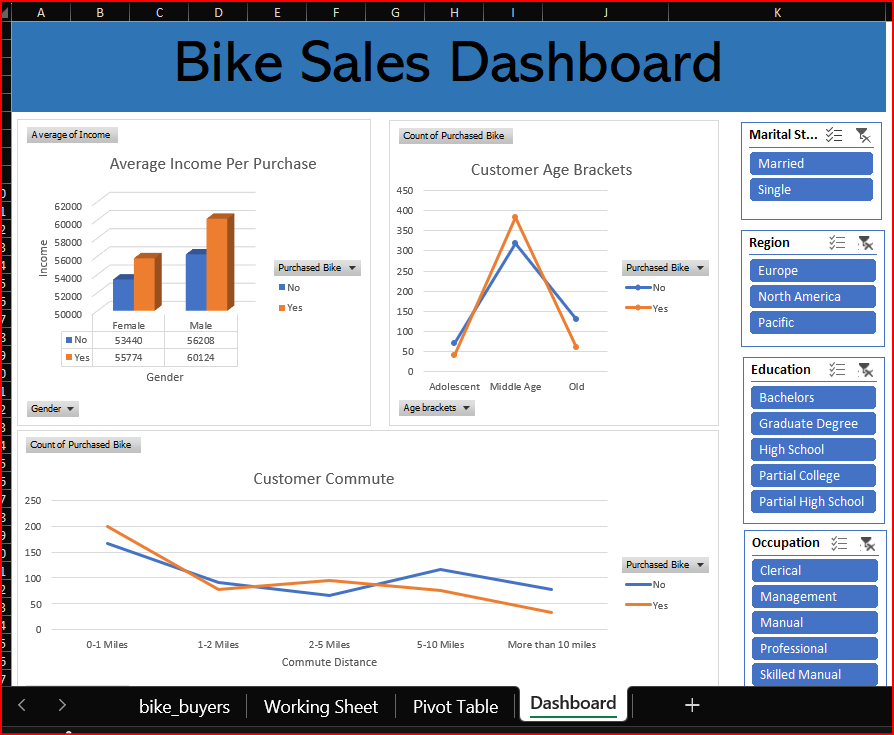 A B C D E F G H I J K
Bike Sales Dashboard
Average of Income
Average Income Per Purchase
62000
60000
58000
56000
54000
52000
50000
Income
Female Male
No 53440 56208
Yes 55774 60124
Gender
Purchased Bike
No
Yes
Gender
Count of Purchased Bike
Customer Age Brackets
450
400
350
300
250
200
150
100
50
0
Adolescent Middle Age Old
Purchased Bike
No
Yes
Age brackets
Count of Purchased Bike
Customer Commute
250
200
150
100
50
0
0-1 Miles 1-2 Miles 2-5 Miles 5-10 Miles More than 10 miles
Commute Distance
Purchased Bike
No
Yes
Marital St...
Married
Single
Region
Europe
North America
Pacific
Education
Bachelors
Graduate Degree
High School
Partial College
Partial High School
Occupation
Clerical
Management
Manual
Professional
Skilled Manual
bike_buyers Working Sheet Pivot Table Dashboard +